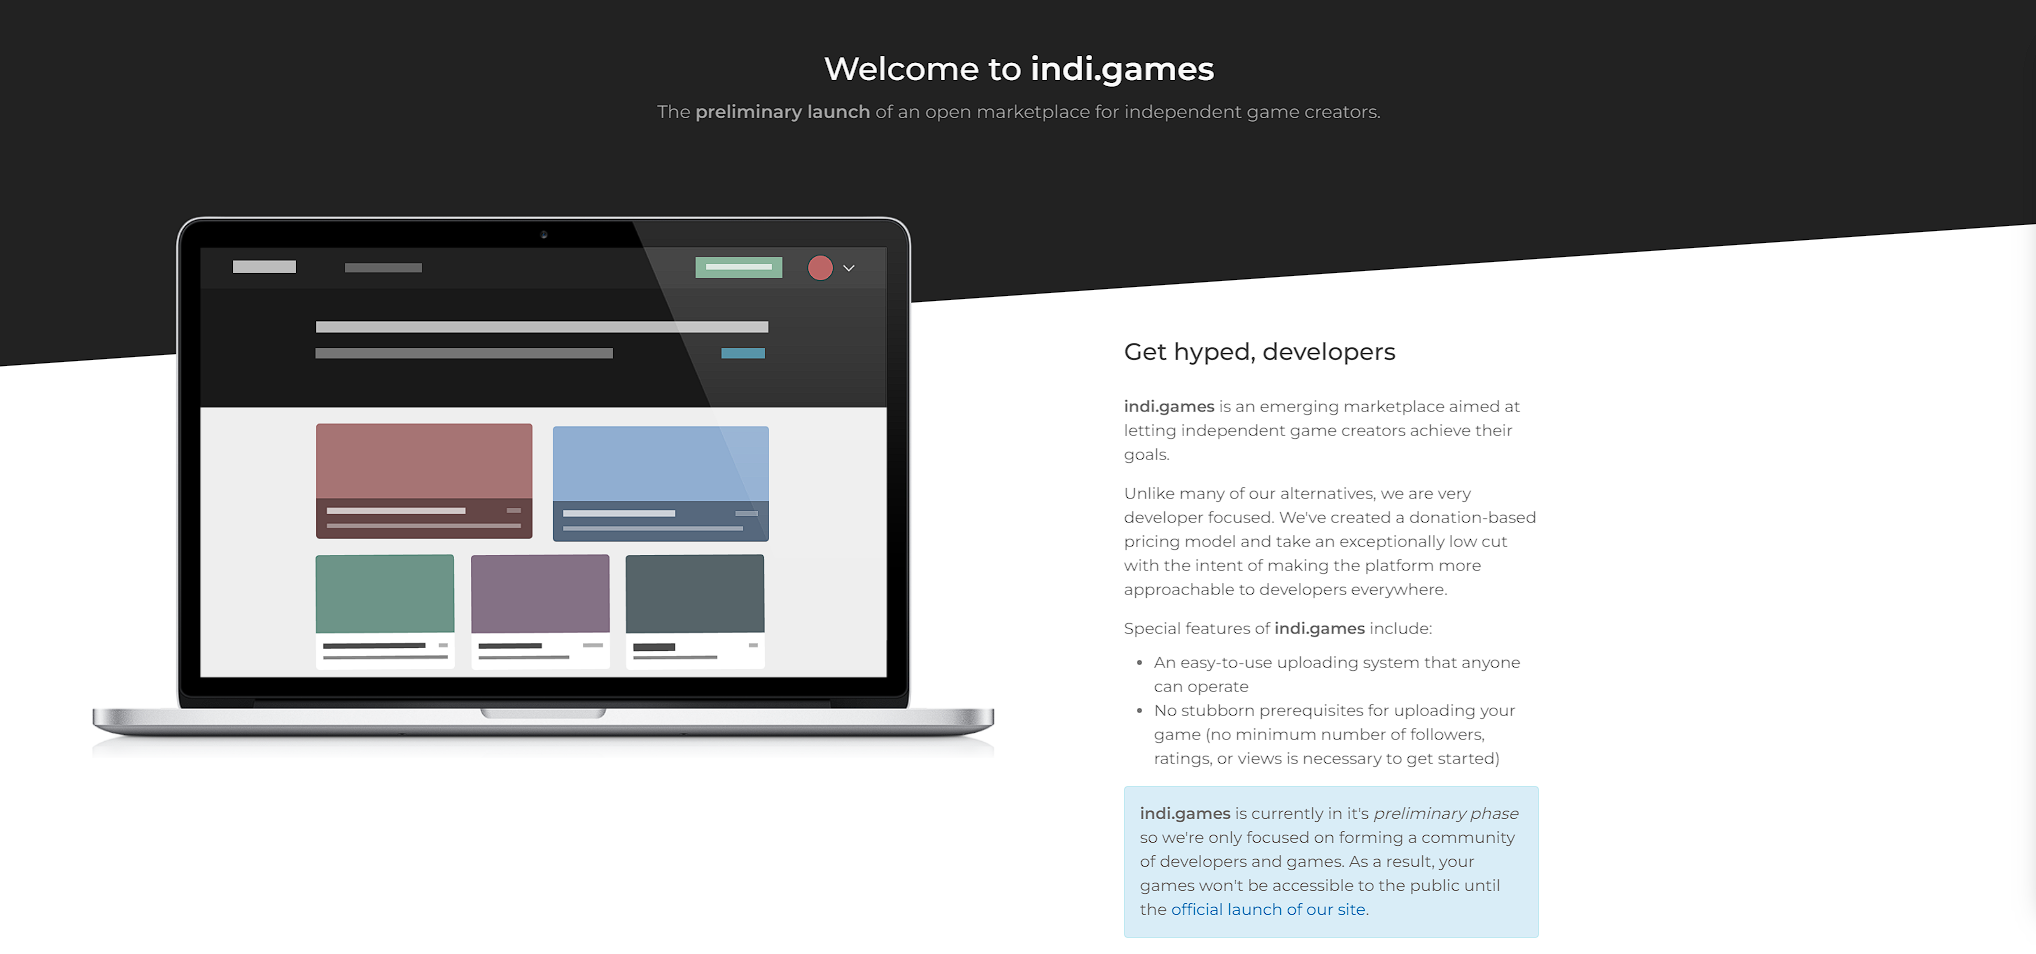 Welcome to indi.games
The preliminary launch of an open marketplace for independent game creators.
Get hyped, developers
indi.games is an emerging marketplace aimed at
letting independent game creators achieve their
goals.
Unlike many of our alternatives, we are very
developer focused. We've created a donation-based
pricing model and take an exceptionally low cut
with the intent of making the platform more
approachable to developers everywhere.
Special features of indi.games include:
• An easy-to-use uploading system that anyone
can operate
• No stubborn prerequisites for uploading your
game (no minimum number of followers,
ratings, or views is necessary to get started)
indi.games is currently in it's preliminary phase
so we're only focused on forming a community
of developers and games. As a result, your
games won't be accessible to the public until
the official launch of our site.